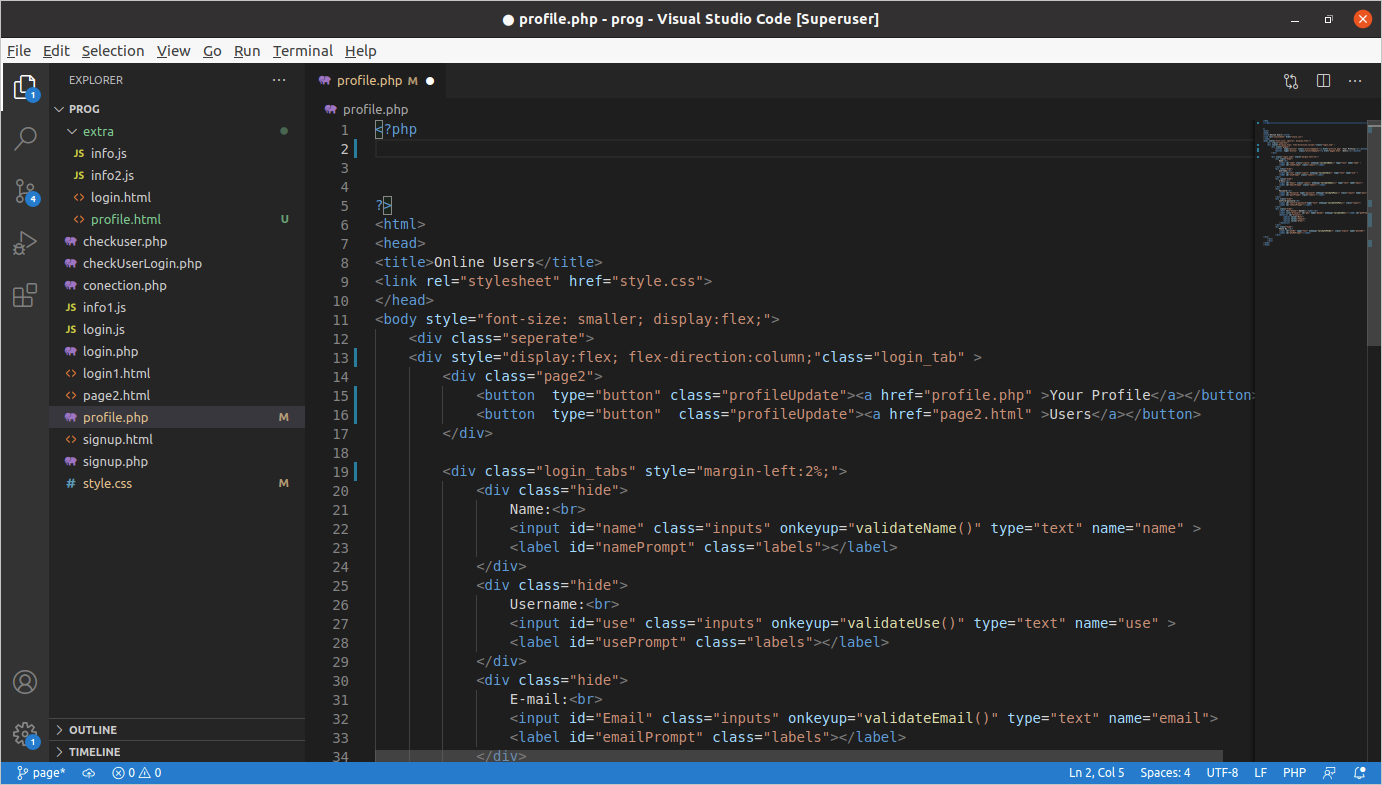 ● profile.php - prog - Visual Studio Code [Superuser]
File Edit Selection View Go Run Terminal Help
EXPLORER ···
PROG
extra
JS info.js
JS info2.js
<> login.html
<> profile.html U
checkuser.php
checkUserLogin.php
conection.php
JS info1.js
JS login.js
login.php
<> login1.html
<> page2.html
profile.php M
<> signup.html
signup.php
# style.css M
OUTLINE
TIMELINE
1
4
1
profile.php M ●
profile.php
1 <?php
2
3
4
5 ?>
6 <html>
7 <head>
8 <title>Online Users</title>
9 <link rel="stylesheet" href="style.css">
10 </head>
11 <body style="font-size: smaller; display:flex;">
12 <div class="seperate">
13 <div style="display:flex; flex-direction:column;"class="login_tab" >
14 <div class="page2">
15 <button  type="button" class="profileUpdate"><a href="profile.php" >Your Profile</a></button>
16 <button  type="button"  class="profileUpdate"><a href="page2.html" >Users</a></button>
17 </div>
18
19 <div class="login_tabs" style="margin-left:2%;">
20 <div class="hide">
21 Name:<br>
22 <input id="name" class="inputs" onkeyup="validateName()" type="text" name="name" >
23 <label id="namePrompt" class="labels"></label>
24 </div>
25 <div class="hide">
26 Username:<br>
27 <input id="use" class="inputs" onkeyup="validateUse()" type="text" name="use" >
28 <label id="usePrompt" class="labels"></label>
29 </div>
30 <div class="hide">
31 E-mail:<br>
32 <input id="Email" class="inputs" onkeyup="validateEmail()" type="text" name="email">
33 <label id="emailPrompt" class="labels"></label>
34 </div>
page* 0 0 Ln 2, Col 5 Spaces: 4 UTF-8 LF PHP